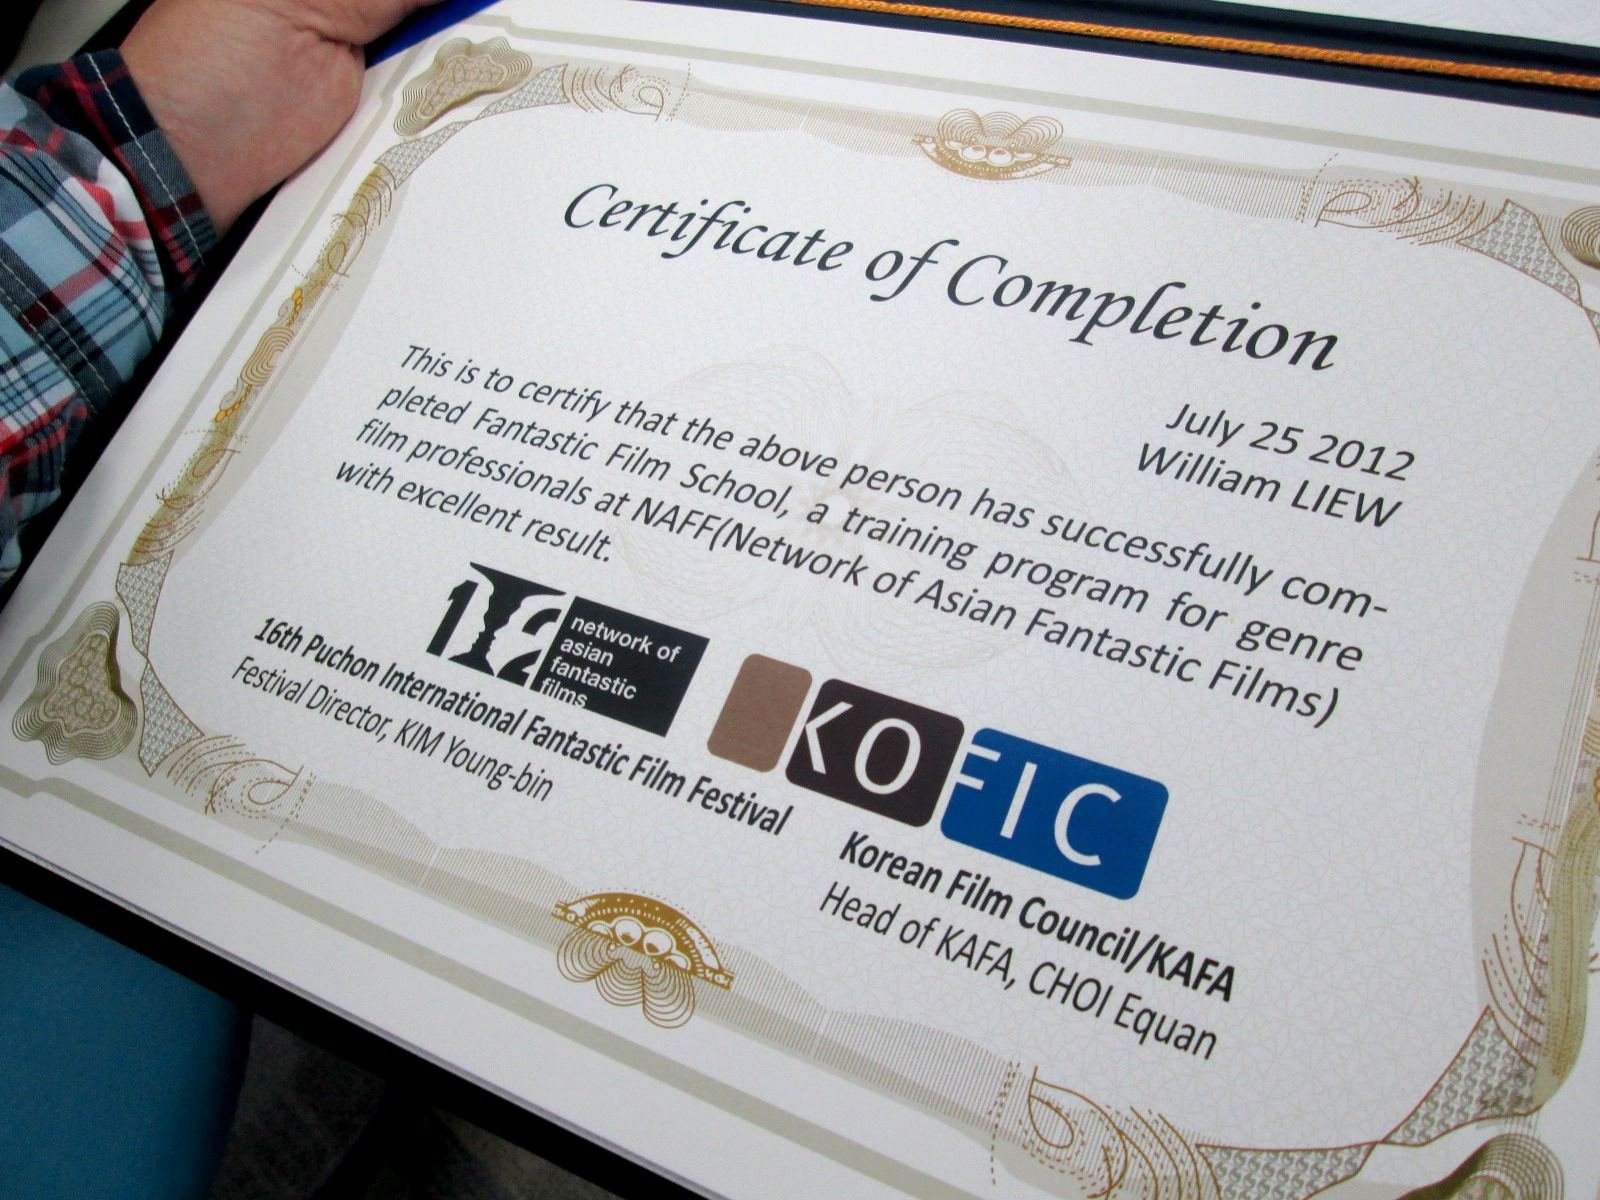 Certificate of Completion
July 25 2012
William LIEW
This is to certify that the above person has successfully com-
pleted Fantastic Film School, a training program for genre
film professionals at NAFF(Network of Asian Fantastic Films)
with excellent result.
12
network of
asian
fantastic
films
KOFIC
16th Puchon International Fantastic Film Festival
Festival Director, KIM Young-bin
Korean Film Council/KAFA
Head of KAFA, CHOI Equan